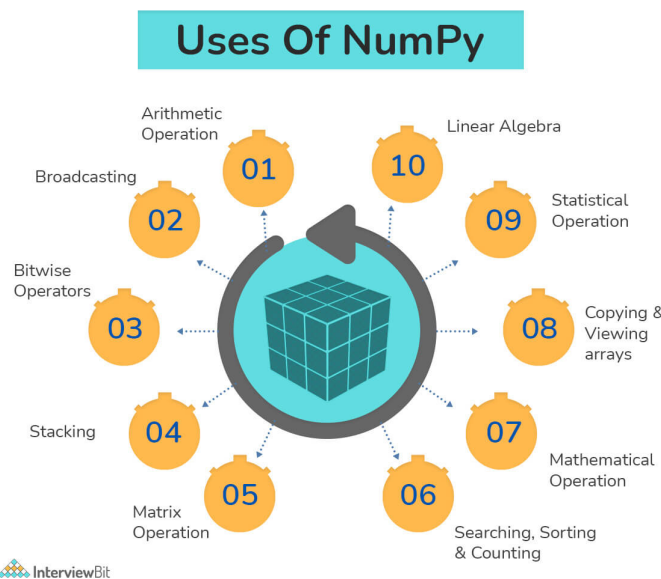 Uses Of NumPy
Arithmetic
Operation
01
Broadcasting
02
Bitwise
Operators
03
Stacking
04
Matrix
Operation
05
Searching, Sorting
& Counting
06
Mathematical
Operation
07
Copying &
Viewing
arrays
08
Statistical
Operation
09
Linear Algebra
10
InterviewBit